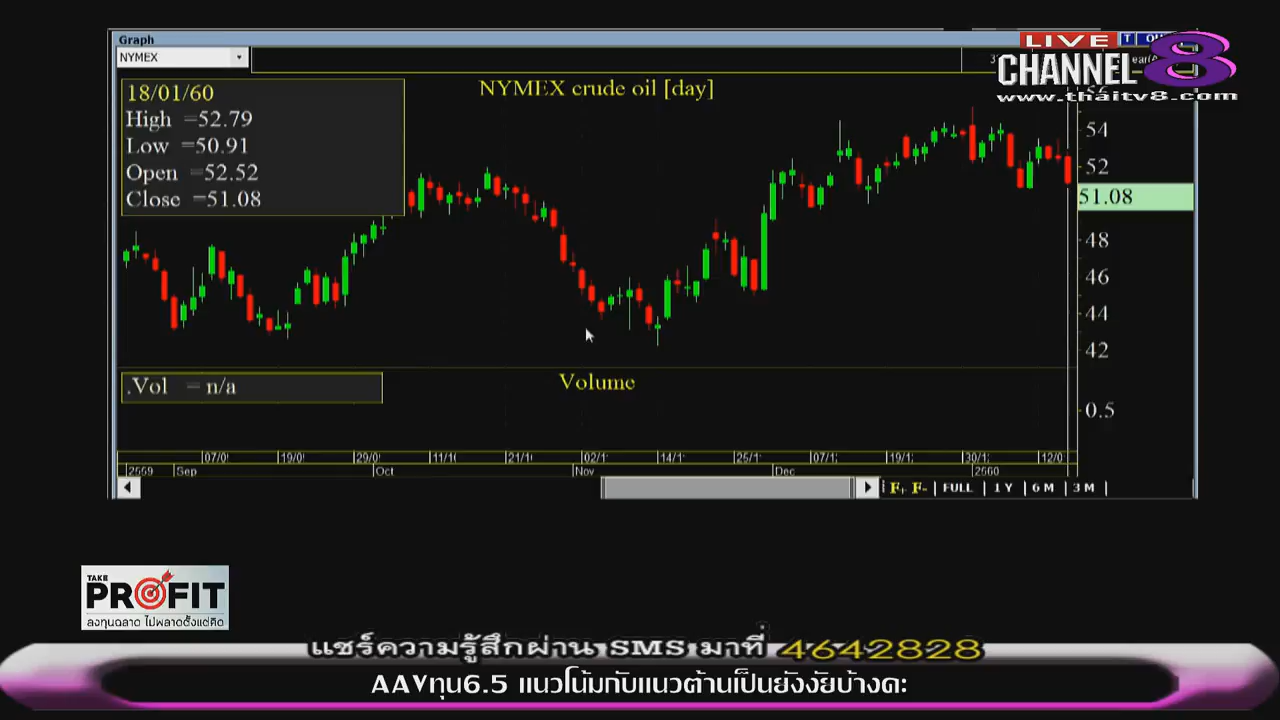 Graph
NYMEX
LIVE
CHANNEL 8
www.thaitv8.com
NYMEX crude oil [day]
18/01/60
High =52.79
Low =50.91
Open =52.52
Close =51.08
54
52
51.08
48
46
44
42
.Vol = n/a
Volume
0.5
07/0 19/0 29/0 11/1 21/1 02/1 14/1 25/1 07/1 19/1 30/1 12/0
2559 Sep Oct Nov Dec 2560
F+ F- FULL 1 Y 6 M 3 M
TAKE
PROFIT
ลงทุนฉลาด ไม่พลาดตั้งแต่คิด
แชร์ความรู้สึกผ่าน SMS มาที่ 4642828
AAVทุน6.5 แนวโน้มกับแนวต้านเป็นยังงัยบ้างคะ